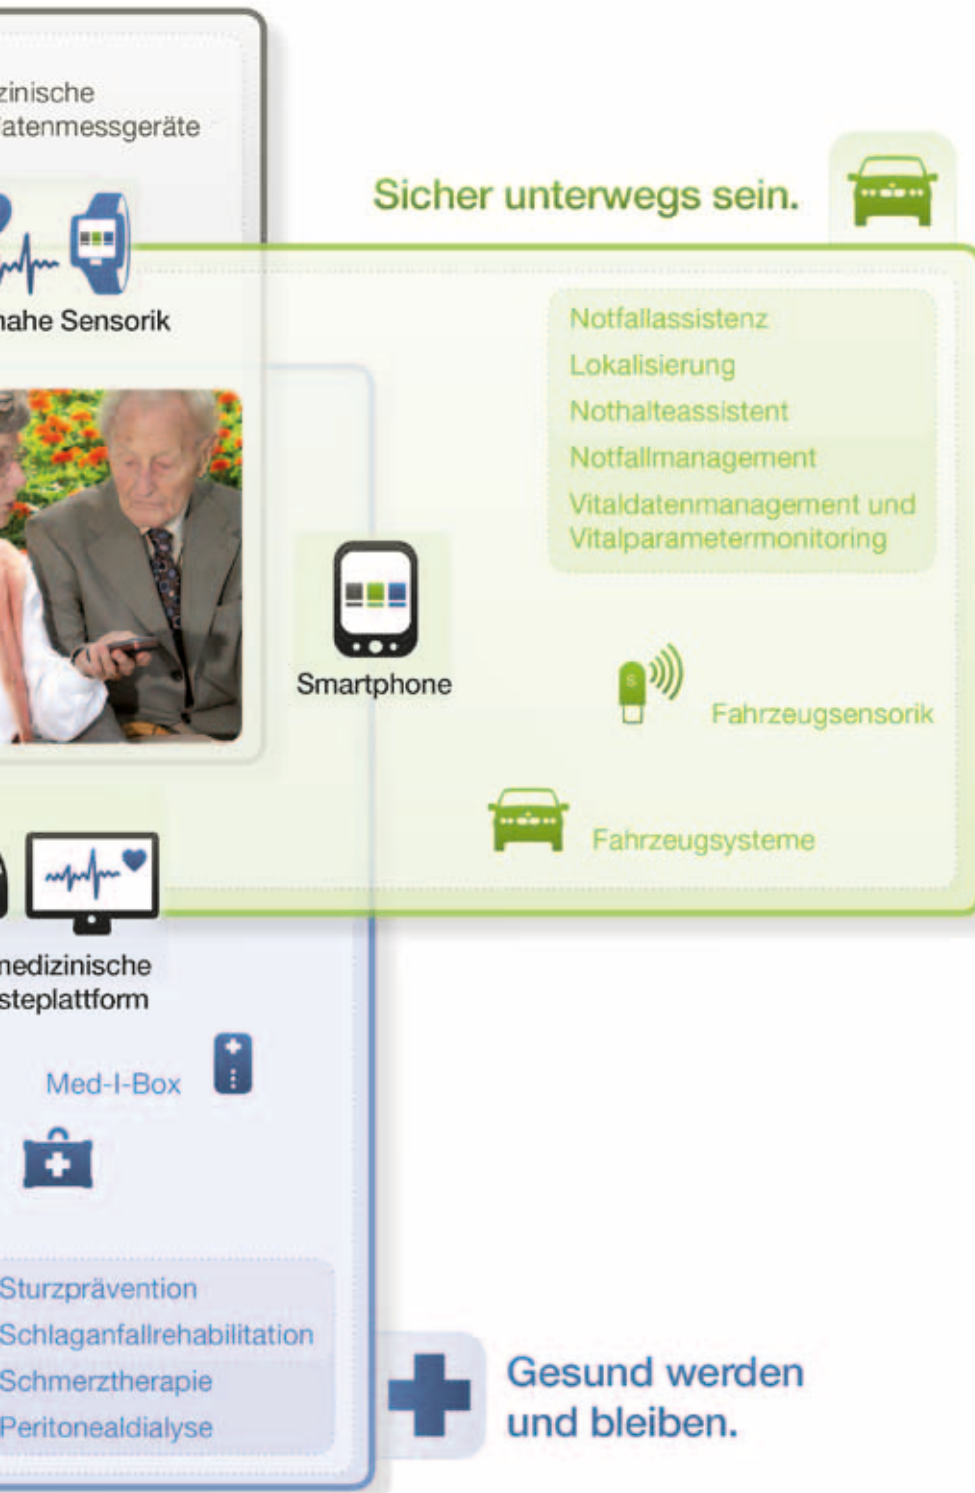 zinische
atenmessgeräte
Sicher unterwegs sein.
nahe Sensorik
Notfallassistenz
Lokalisierung
Nothalteassistent
Notfallmanagement
Vitaldatenmanagement und
Vitalparametermonitoring
Smartphone
S
Fahrzeugsensorik
Fahrzeugsysteme
medizinische
steplattform
Med-I-Box
Sturzprävention
Schlaganfallrehabilitation
Schmerztherapie
Peritonealdialyse
Gesund werden
und bleiben.